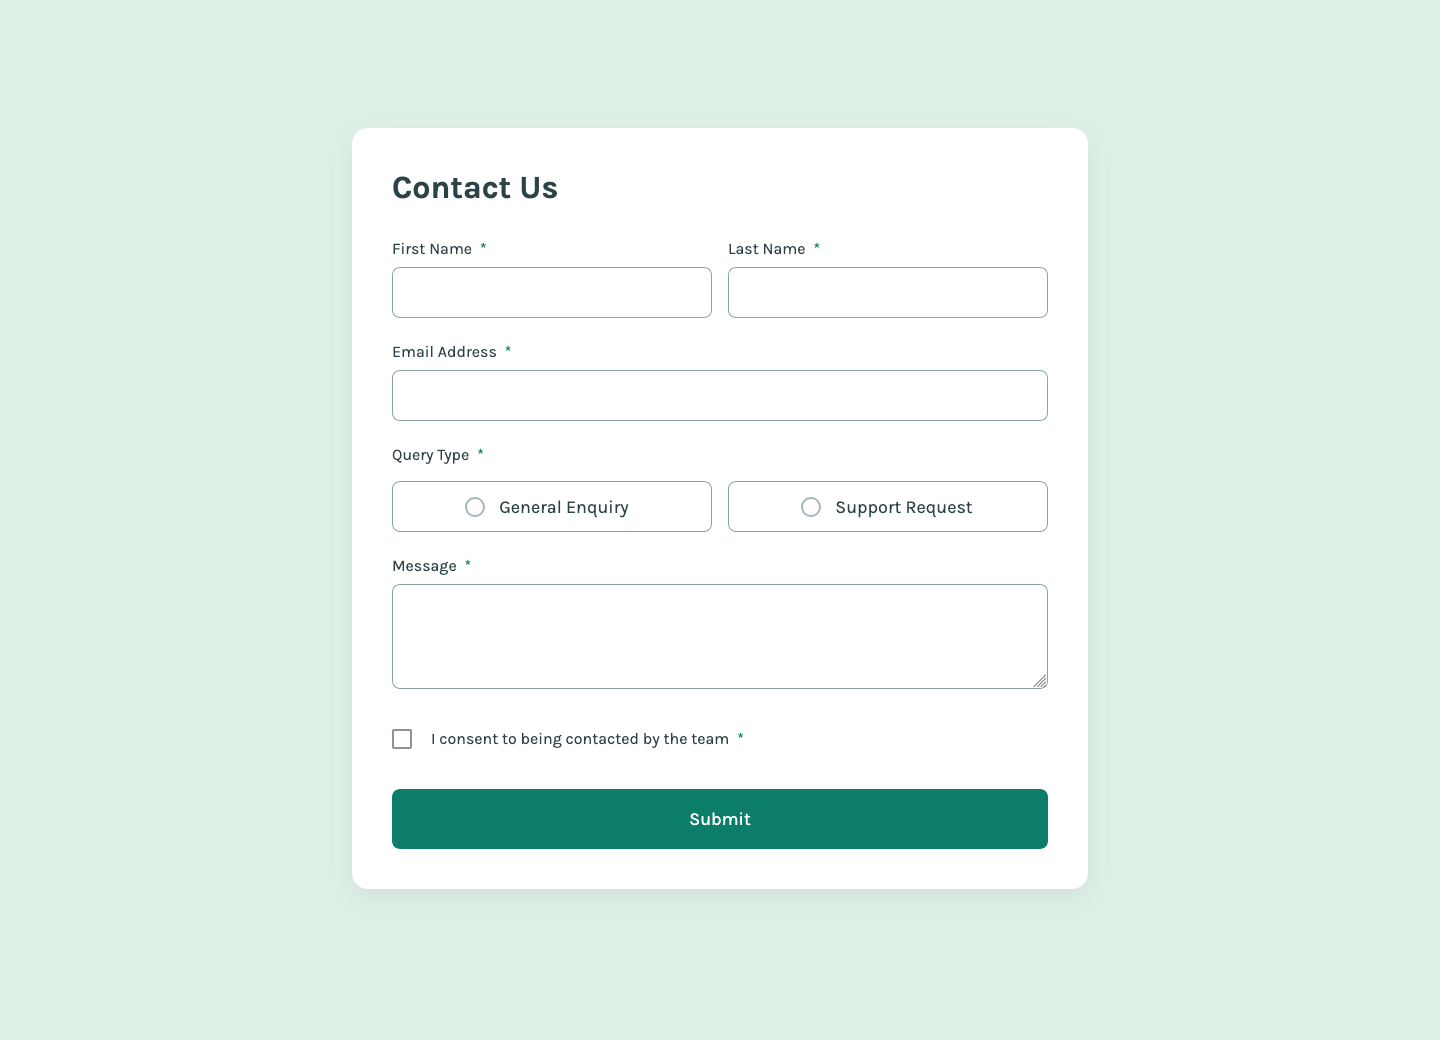 Contact Us
First Name *
Last Name *
Email Address *
Query Type *
General Enquiry
Support Request
Message *
I consent to being contacted by the team *
Submit